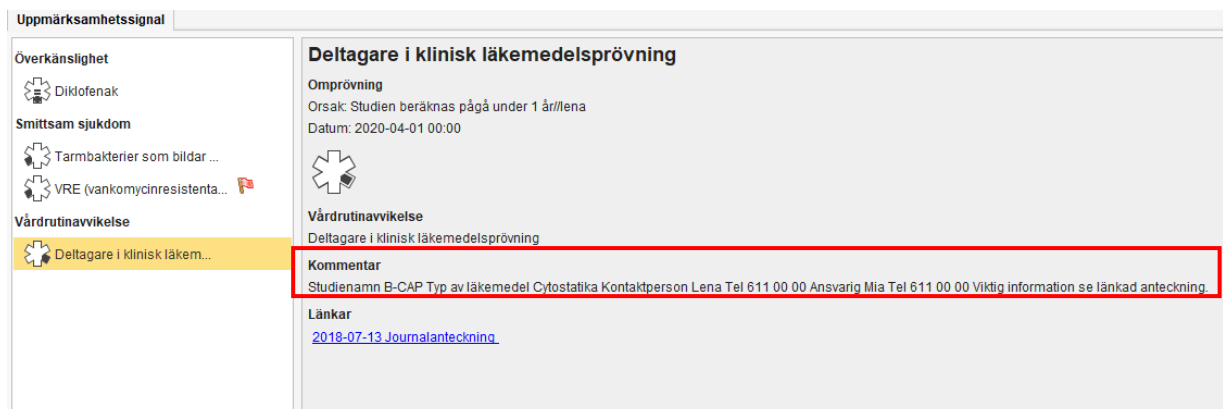 Uppmärksamhetssignal
Överkänslighet
Diklofenak
Smittsam sjukdom
Tarmbakterier som bildar ...
VRE (vankomycinresistenta...
Vårdrutinavvikelse
Deltagare i klinisk läkem...
Deltagare i klinisk läkemedelsprövning
Omprövning
Orsak: Studien beräknas pågå under 1 år//lena
Datum: 2020-04-01 00:00
Vårdrutinavvikelse
Deltagare i klinisk läkemedelsprövning
Kommentar
Studienamn B-CAP Typ av läkemedel Cytostatika Kontaktperson Lena Tel 611 00 00 Ansvarig Mia Tel 611 00 00 Viktig information se länkad anteckning.
Länkar
2018-07-13 Journalanteckning